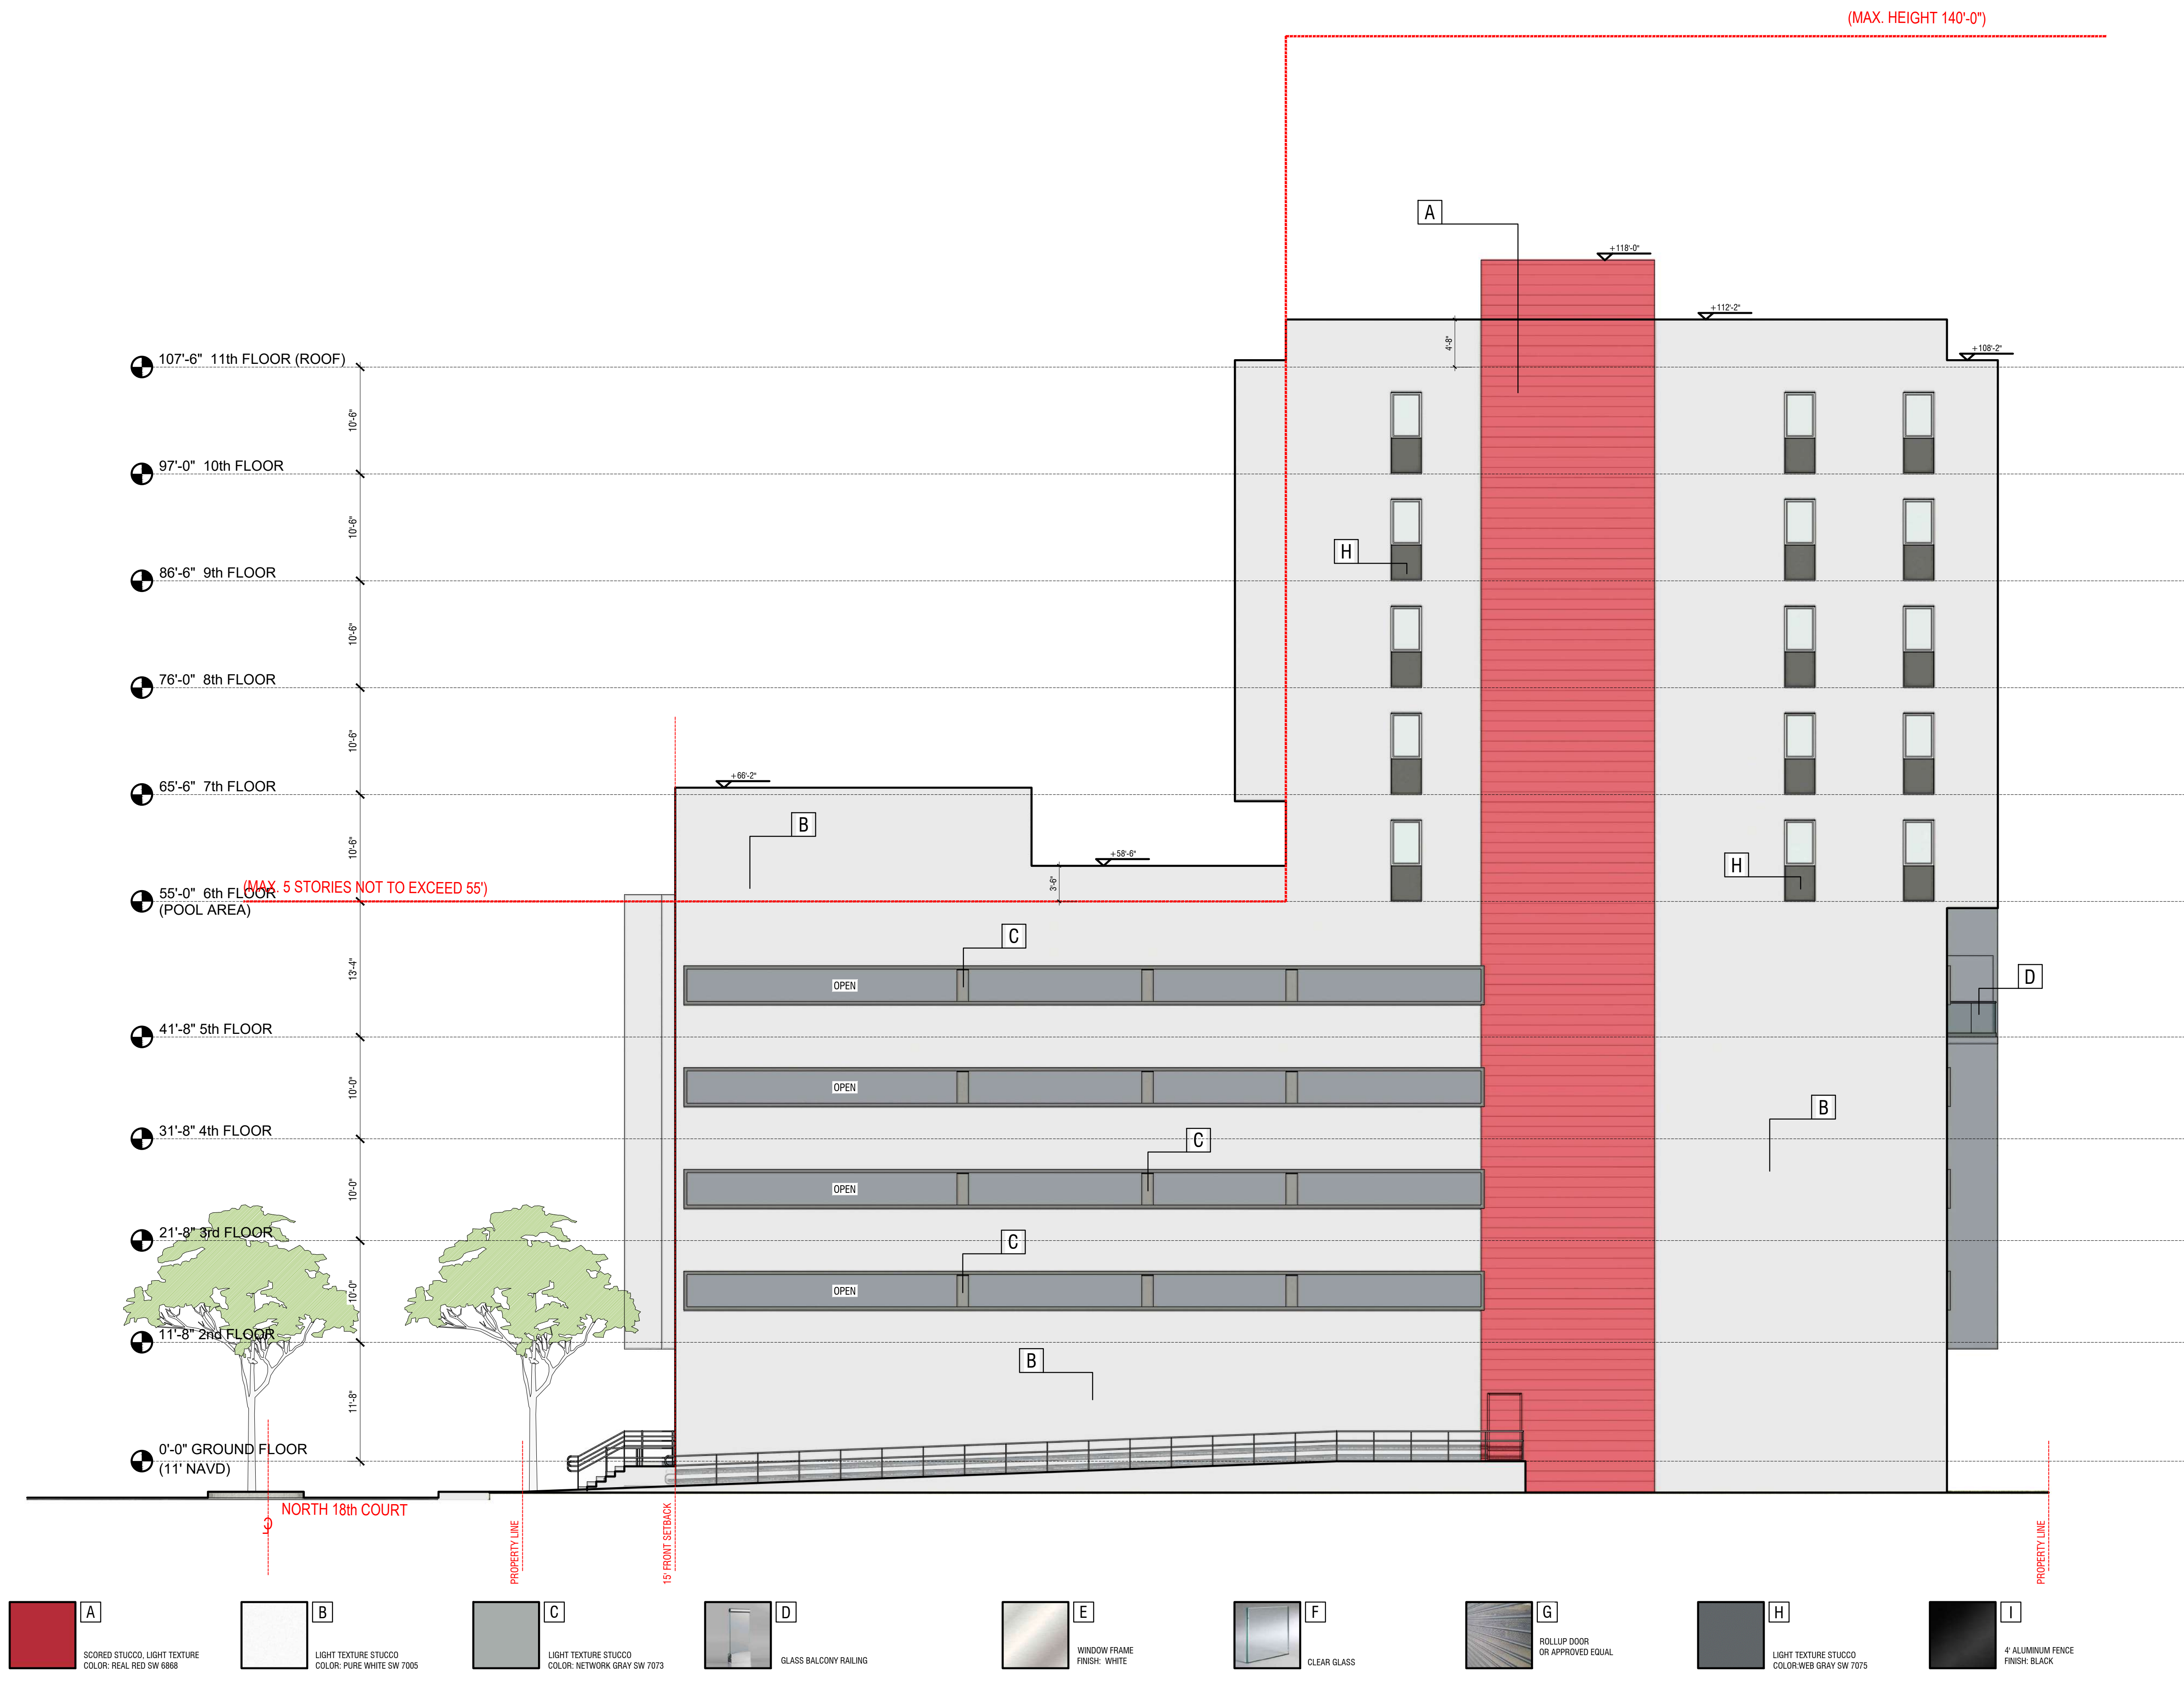 (MAX. HEIGHT 140'-0")
A
+118'-0"
+112'-2"
+108'-2"
4'-8"
107'-6" 11th FLOOR (ROOF)
10'-6"
97'-0" 10th FLOOR
10'-6"
H
86'-6" 9th FLOOR
10'-6"
76'-0" 8th FLOOR
10'-6"
+66'-2"
65'-6" 7th FLOOR
B
10'-6"
+58'-6"
3'-6"
H
(MAX. 5 STORIES NOT TO EXCEED 55')
55'-0" 6th FLOOR
(POOL AREA)
C
13'-4"
OPEN
D
41'-8" 5th FLOOR
10'-0"
OPEN
B
31'-8" 4th FLOOR
C
10'-0"
OPEN
21'-8" 3rd FLOOR
C
10'-0"
OPEN
11'-8" 2nd FLOOR
B
11'-8"
0'-0" GROUND FLOOR
(11' NAVD)
NORTH 18th COURT
PROPERTY LINE
15' FRONT SETBACK
PROPERTY LINE
A
SCORED STUCCO, LIGHT TEXTURE
COLOR: REAL RED SW 6868
B
LIGHT TEXTURE STUCCO
COLOR: PURE WHITE SW 7005
C
LIGHT TEXTURE STUCCO
COLOR: NETWORK GRAY SW 7073
D
GLASS BALCONY RAILING
E
WINDOW FRAME
FINISH: WHITE
F
CLEAR GLASS
G
ROLLUP DOOR
OR APPROVED EQUAL
H
LIGHT TEXTURE STUCCO
COLOR:WEB GRAY SW 7075
I
4' ALUMINUM FENCE
FINISH: BLACK